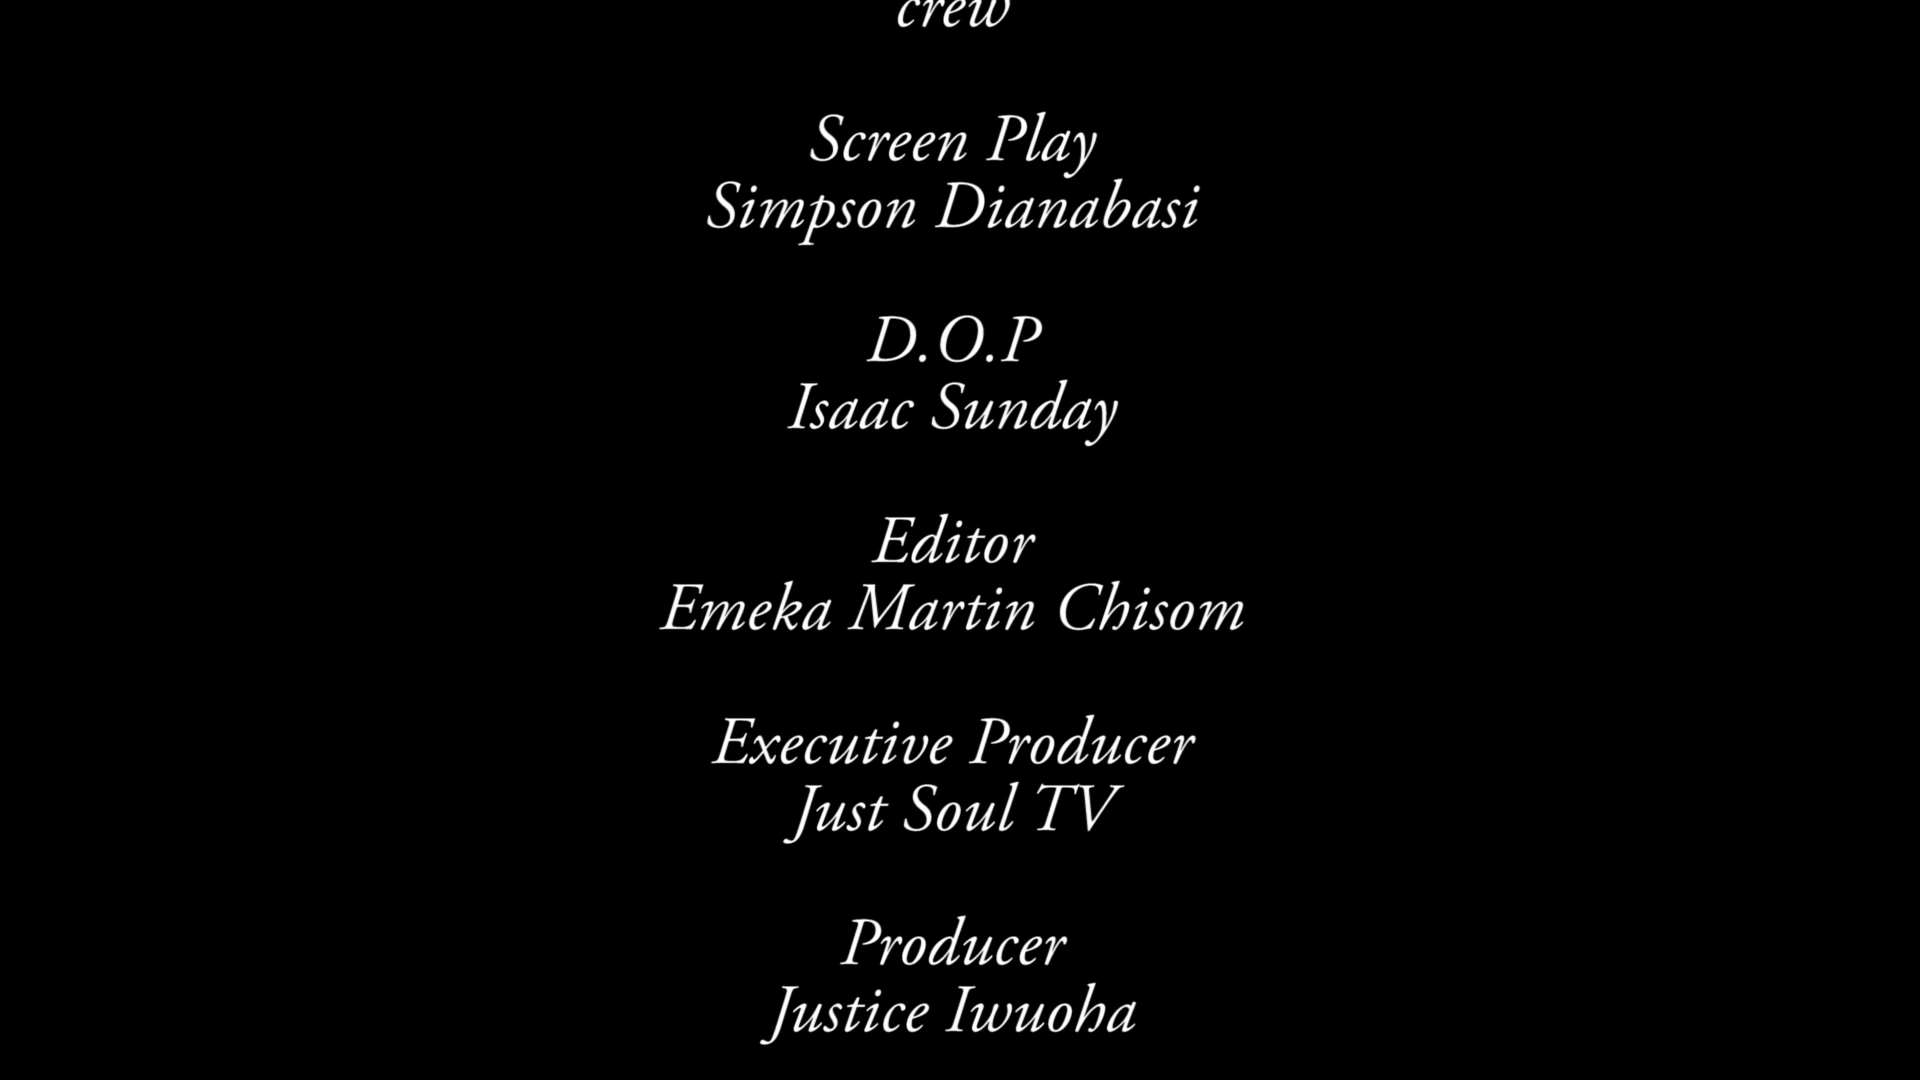 crew
Screen Play
Simpson Dianabasi
D.O.P
Isaac Sunday
Editor
Emeka Martin Chisom
Executive Producer
Just Soul TV
Producer
Justice Iwuoha